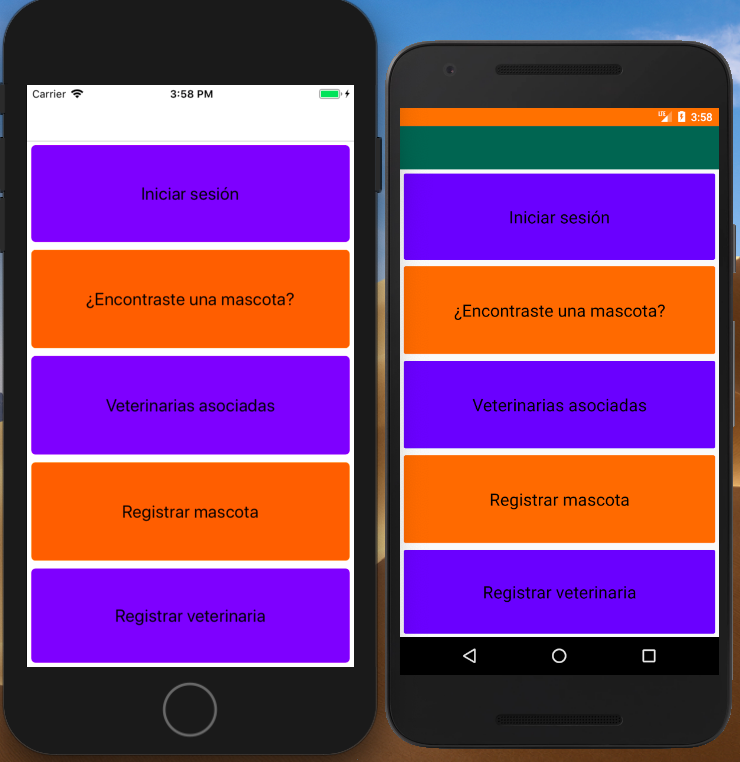 Carrier 3:58 PM
Iniciar sesión
¿Encontraste una mascota?
Veterinarias asociadas
Registrar mascota
Registrar veterinaria
LTE 3:58
Iniciar sesión
¿Encontraste una mascota?
Veterinarias asociadas
Registrar mascota
Registrar veterinaria